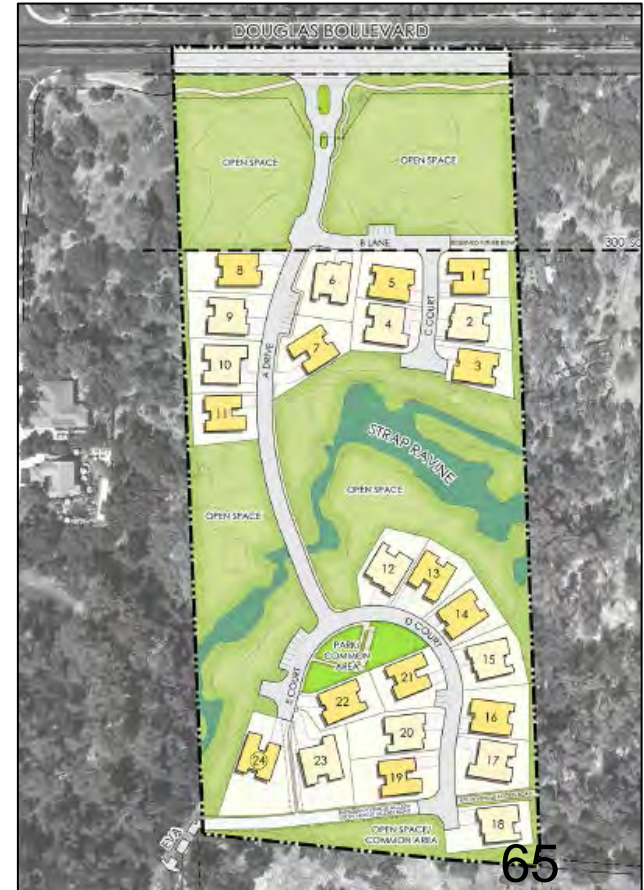 DOUGLAS BOULEVARD
OPEN SPACE
OPEN SPACE
B LANE
300' SC
8
6
5
1
9
C COURT
4
2
10
A DRIVE
7
3
11
STRAP RAVINE
OPEN SPACE
OPEN SPACE
12
13
14
D COURT
PARK/
COMMON
AREA
15
E COURT
21
22
16
20
24
23
17
19
18
OPEN SPACE/
COMMON AREA
EVA
65